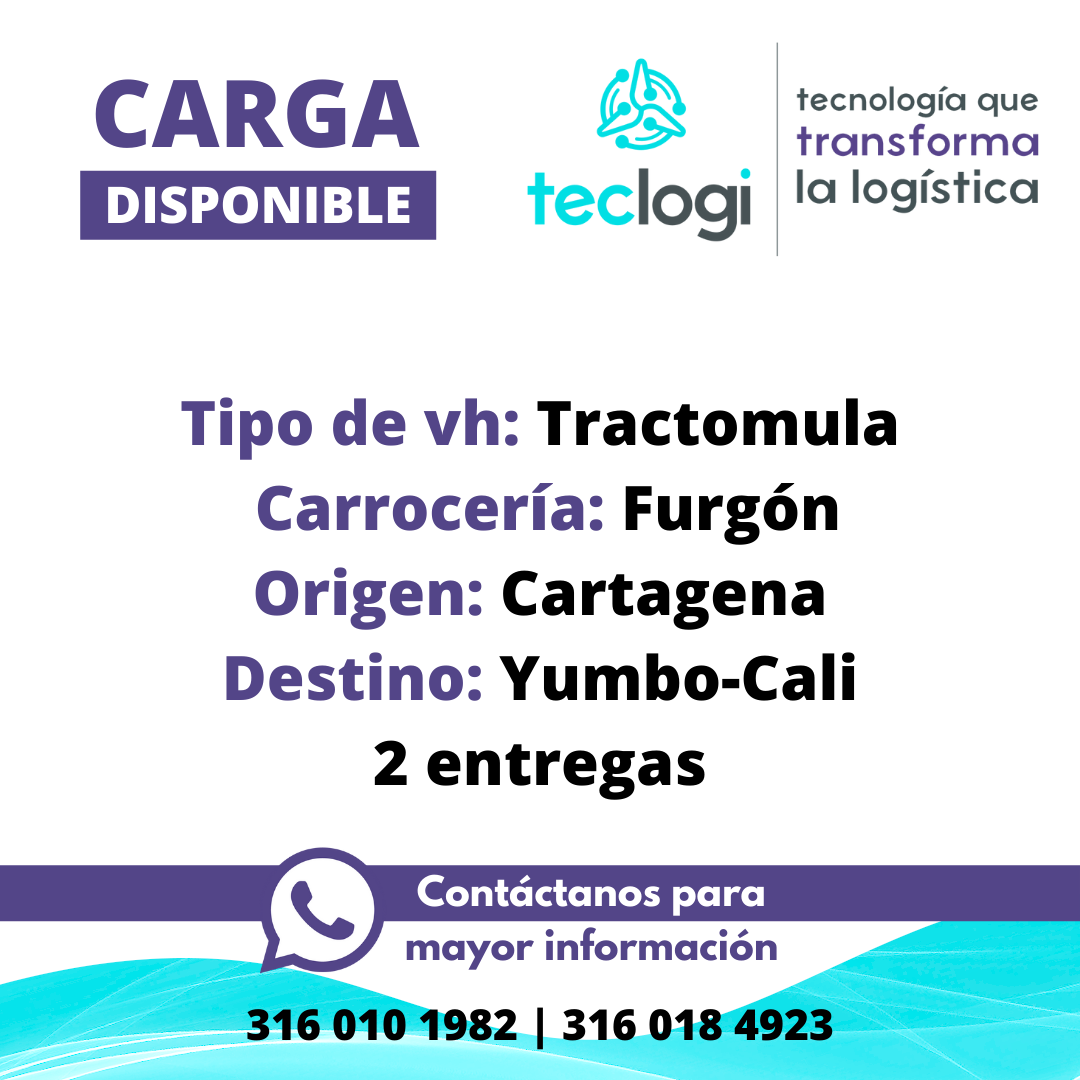 CARGA
DISPONIBLE
teclogi
tecnología que
transforma
la logística
Tipo de vh: Tractomula
Carrocería: Furgón
Origen: Cartagena
Destino: Yumbo-Cali
2 entregas
Contáctanos para
mayor información
316 010 1982 | 316 018 4923